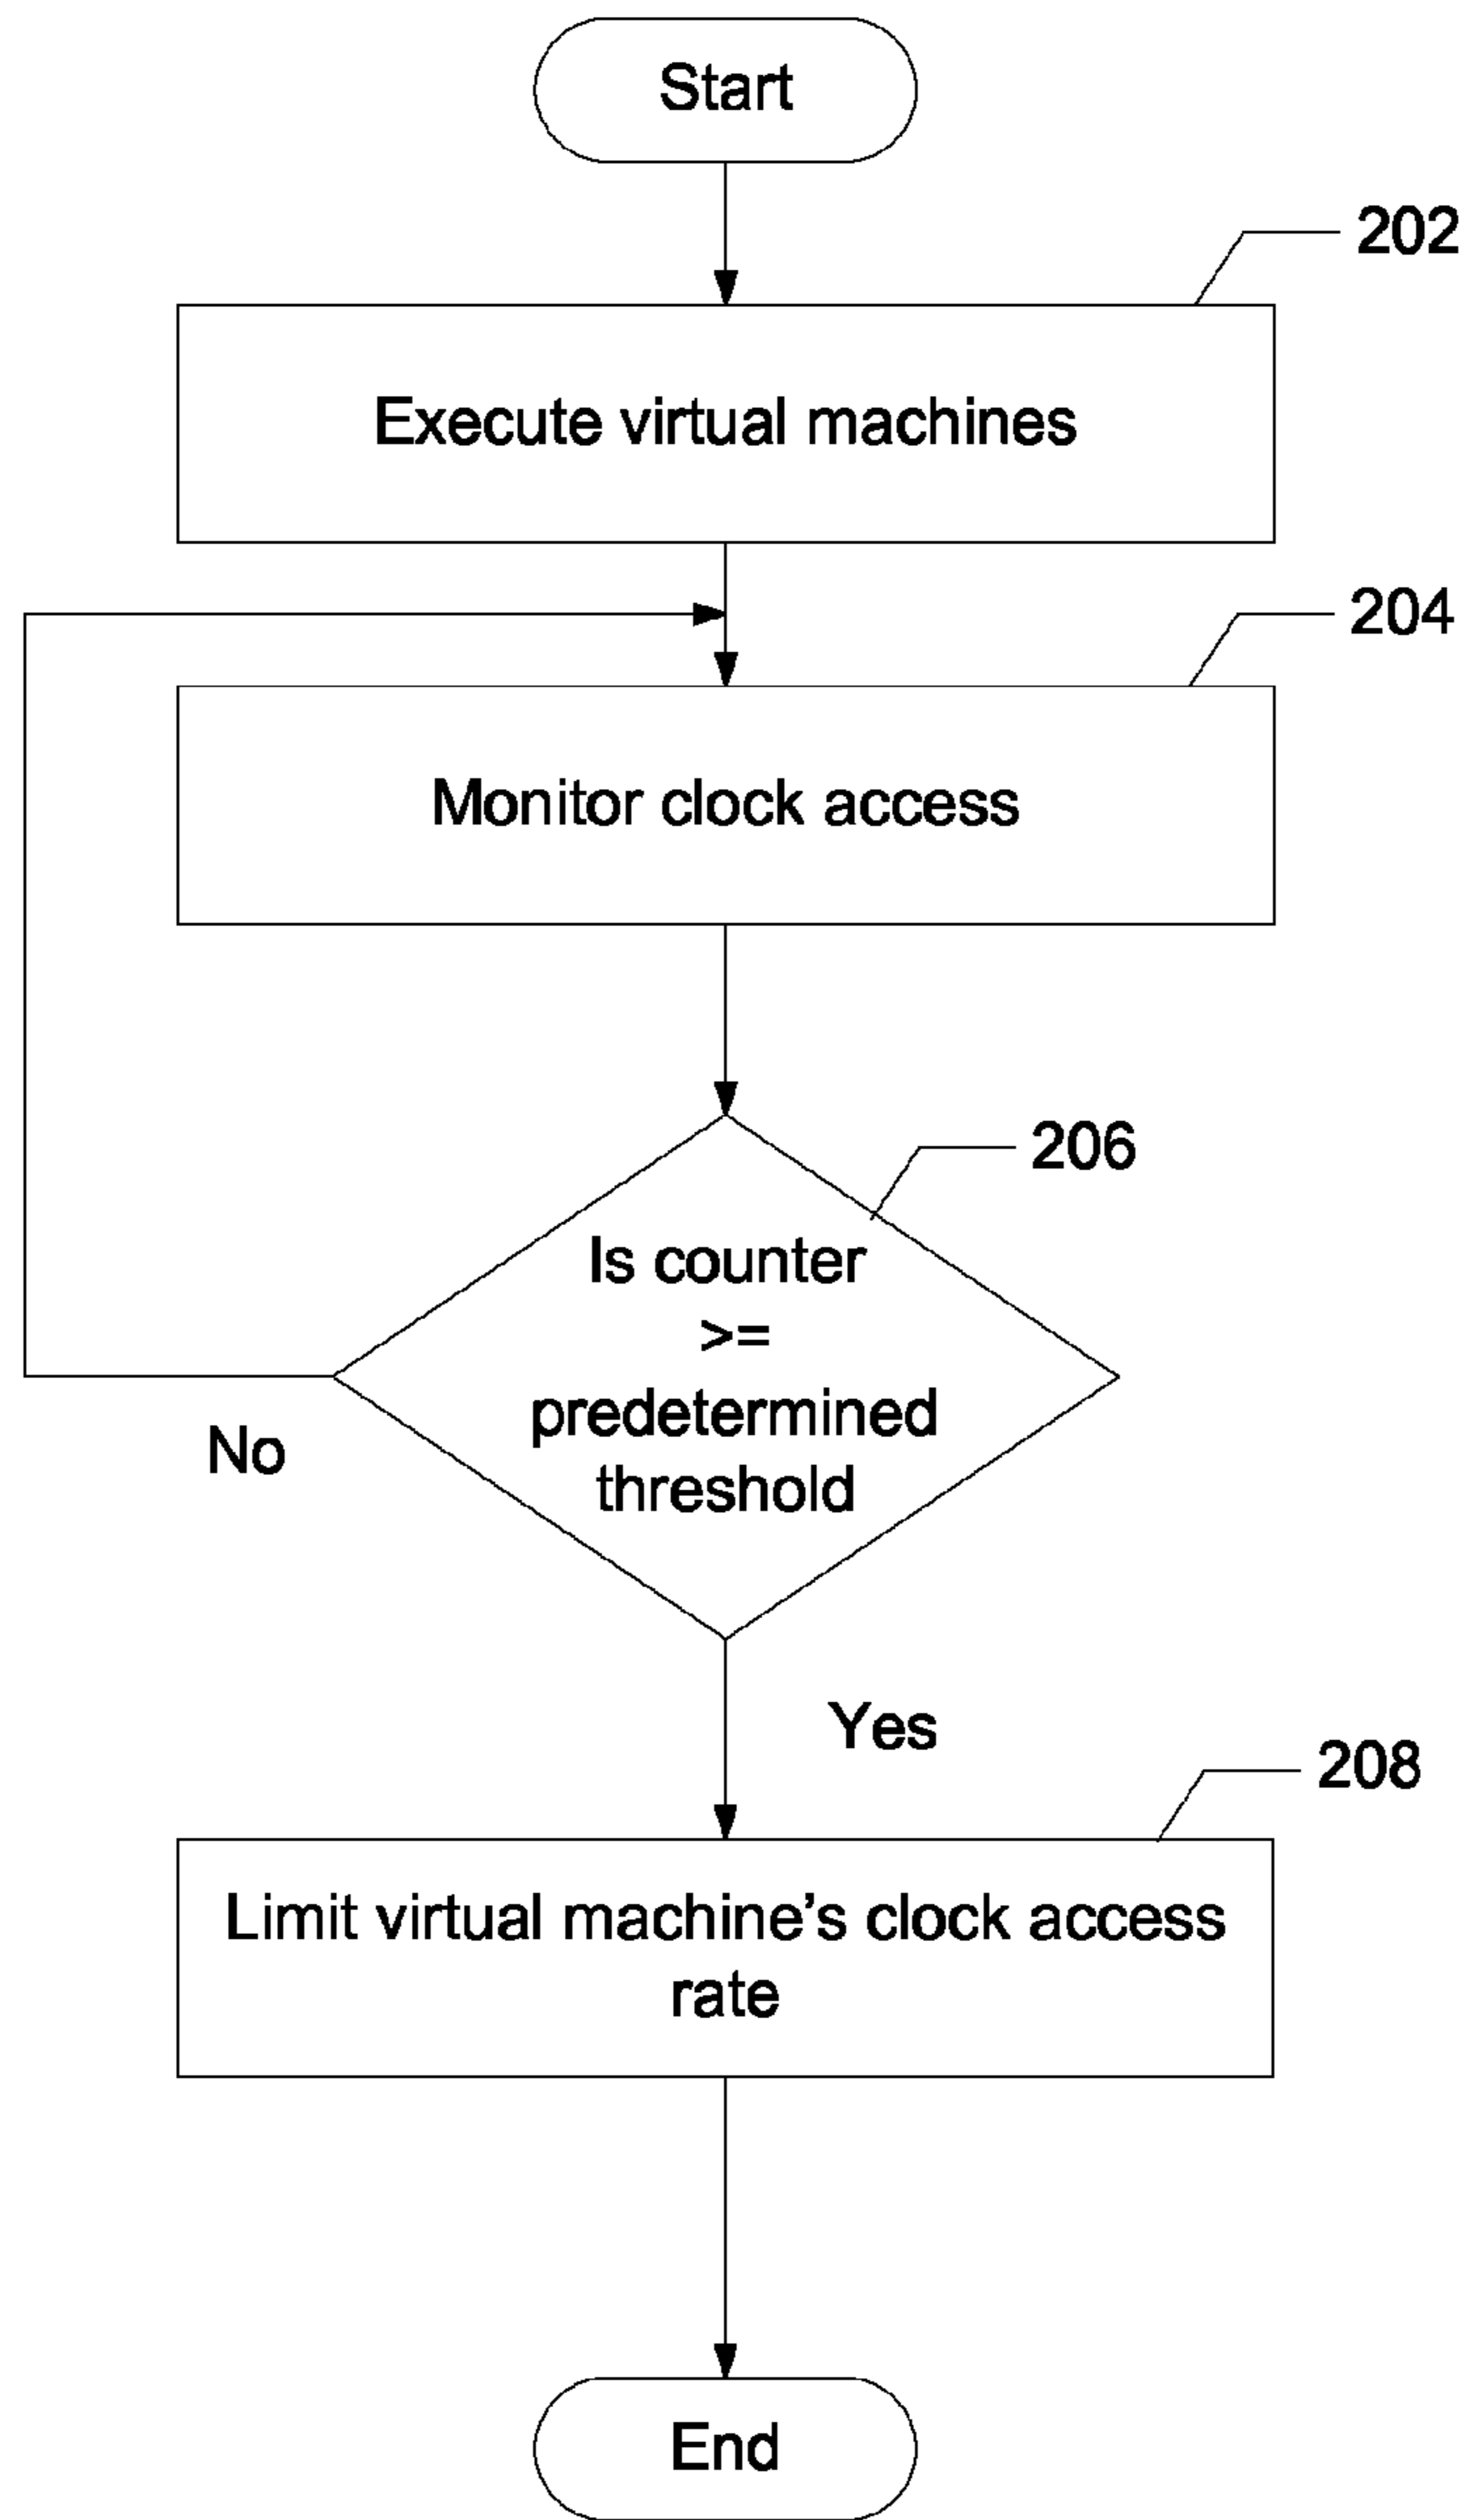 Start
202
Execute virtual machines
204
Monitor clock access
206
Is counter
>=
predetermined
threshold
No
Yes
208
Limit virtual machine’s clock access
rate
End